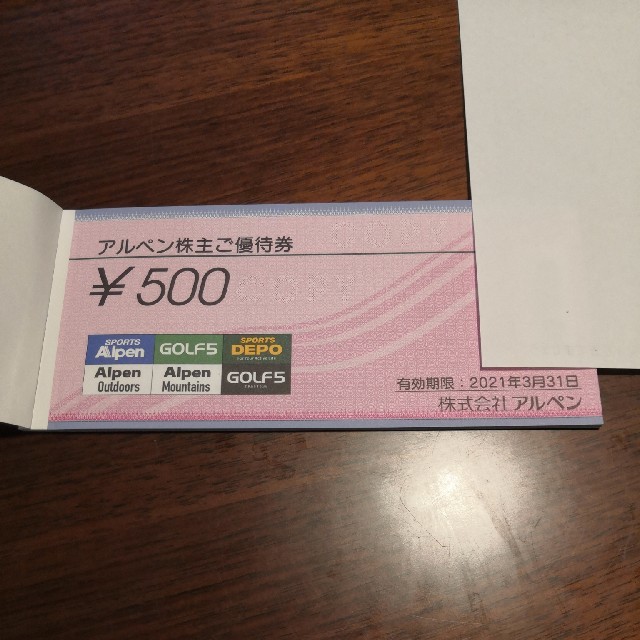 アルペン株主ご優待券
¥500
COPY
SPORTS Alpen
GOLF5
SPORTS DEPO
Alpen Outdoors
Alpen Mountains
GOLF5
有効期限:2021年3月31日
株式会社 アルペン